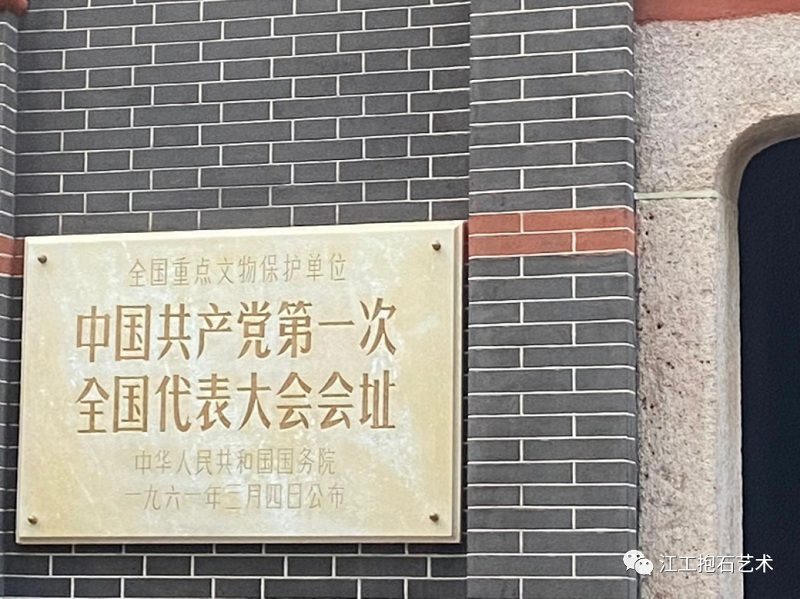 全国重点文物保护单位
中国共产党第一次
全国代表大会会址
中华人民共和国国务院
一九六一年三月四日公布
江工抱石艺术